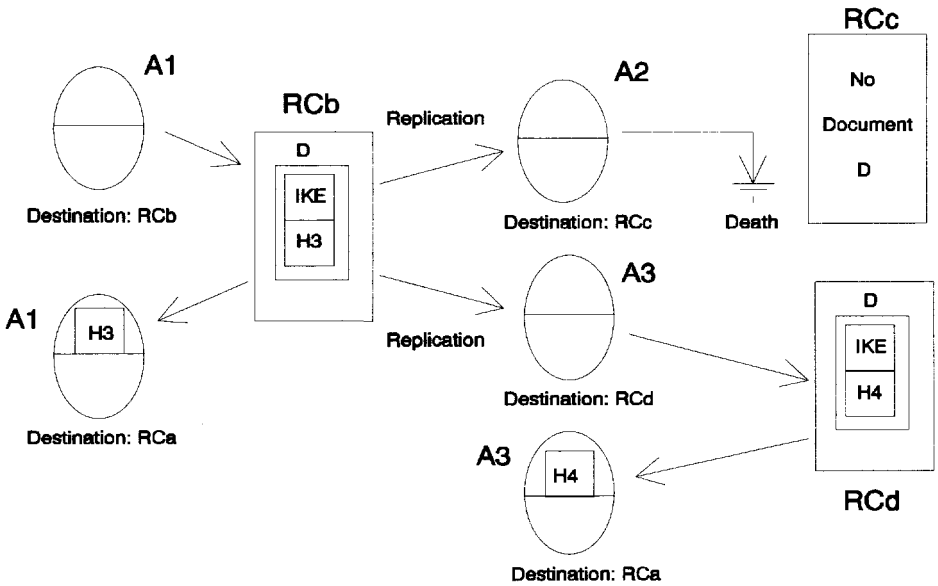 RCc
A1
A2
RCb
No
Replication
Document
D
D
IKE
Destination: RCb
H3
Destination: RCc
Death
A3
D
A1
H3
Replication
IKE
H4
Destination: RCd
Destination: RCa
A3
H4
RCd
Destination: RCa